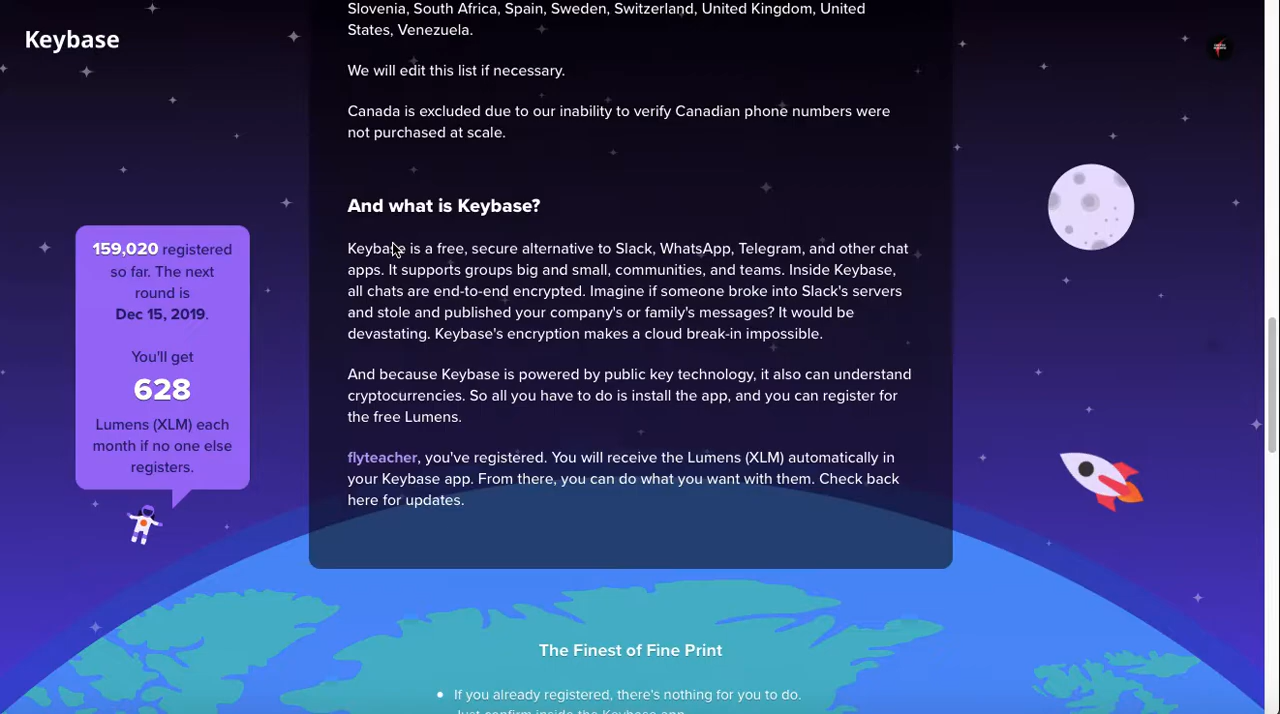 Slovenia, South Africa, Spain, Sweden, Switzerland, United Kingdom, United
States, Venezuela.
Keybase
We will edit this list if necessary.
Canada is excluded due to our inability to verify Canadian phone numbers were
not purchased at scale.
And what is Keybase?
Keybase is a free, secure alternative to Slack, WhatsApp, Telegram, and other chat
apps. It supports groups big and small, communities, and teams. Inside Keybase,
all chats are end-to-end encrypted. Imagine if someone broke into Slack's servers
and stole and published your company's or family's messages? It would be
devastating. Keybase's encryption makes a cloud break-in impossible.
And because Keybase is powered by public key technology, it also can understand
cryptocurrencies. So all you have to do is install the app, and you can register for
the free Lumens.
flyteacher, you've registered. You will receive the Lumens (XLM) automatically in
your Keybase app. From there, you can do what you want with them. Check back
here for updates.
159,020 registered
so far. The next
round is
Dec 15, 2019.
You'll get
628
Lumens (XLM) each
month if no one else
registers.
The Finest of Fine Print
If you already registered, there's nothing for you to do.
Just confirm inside the Keybase app